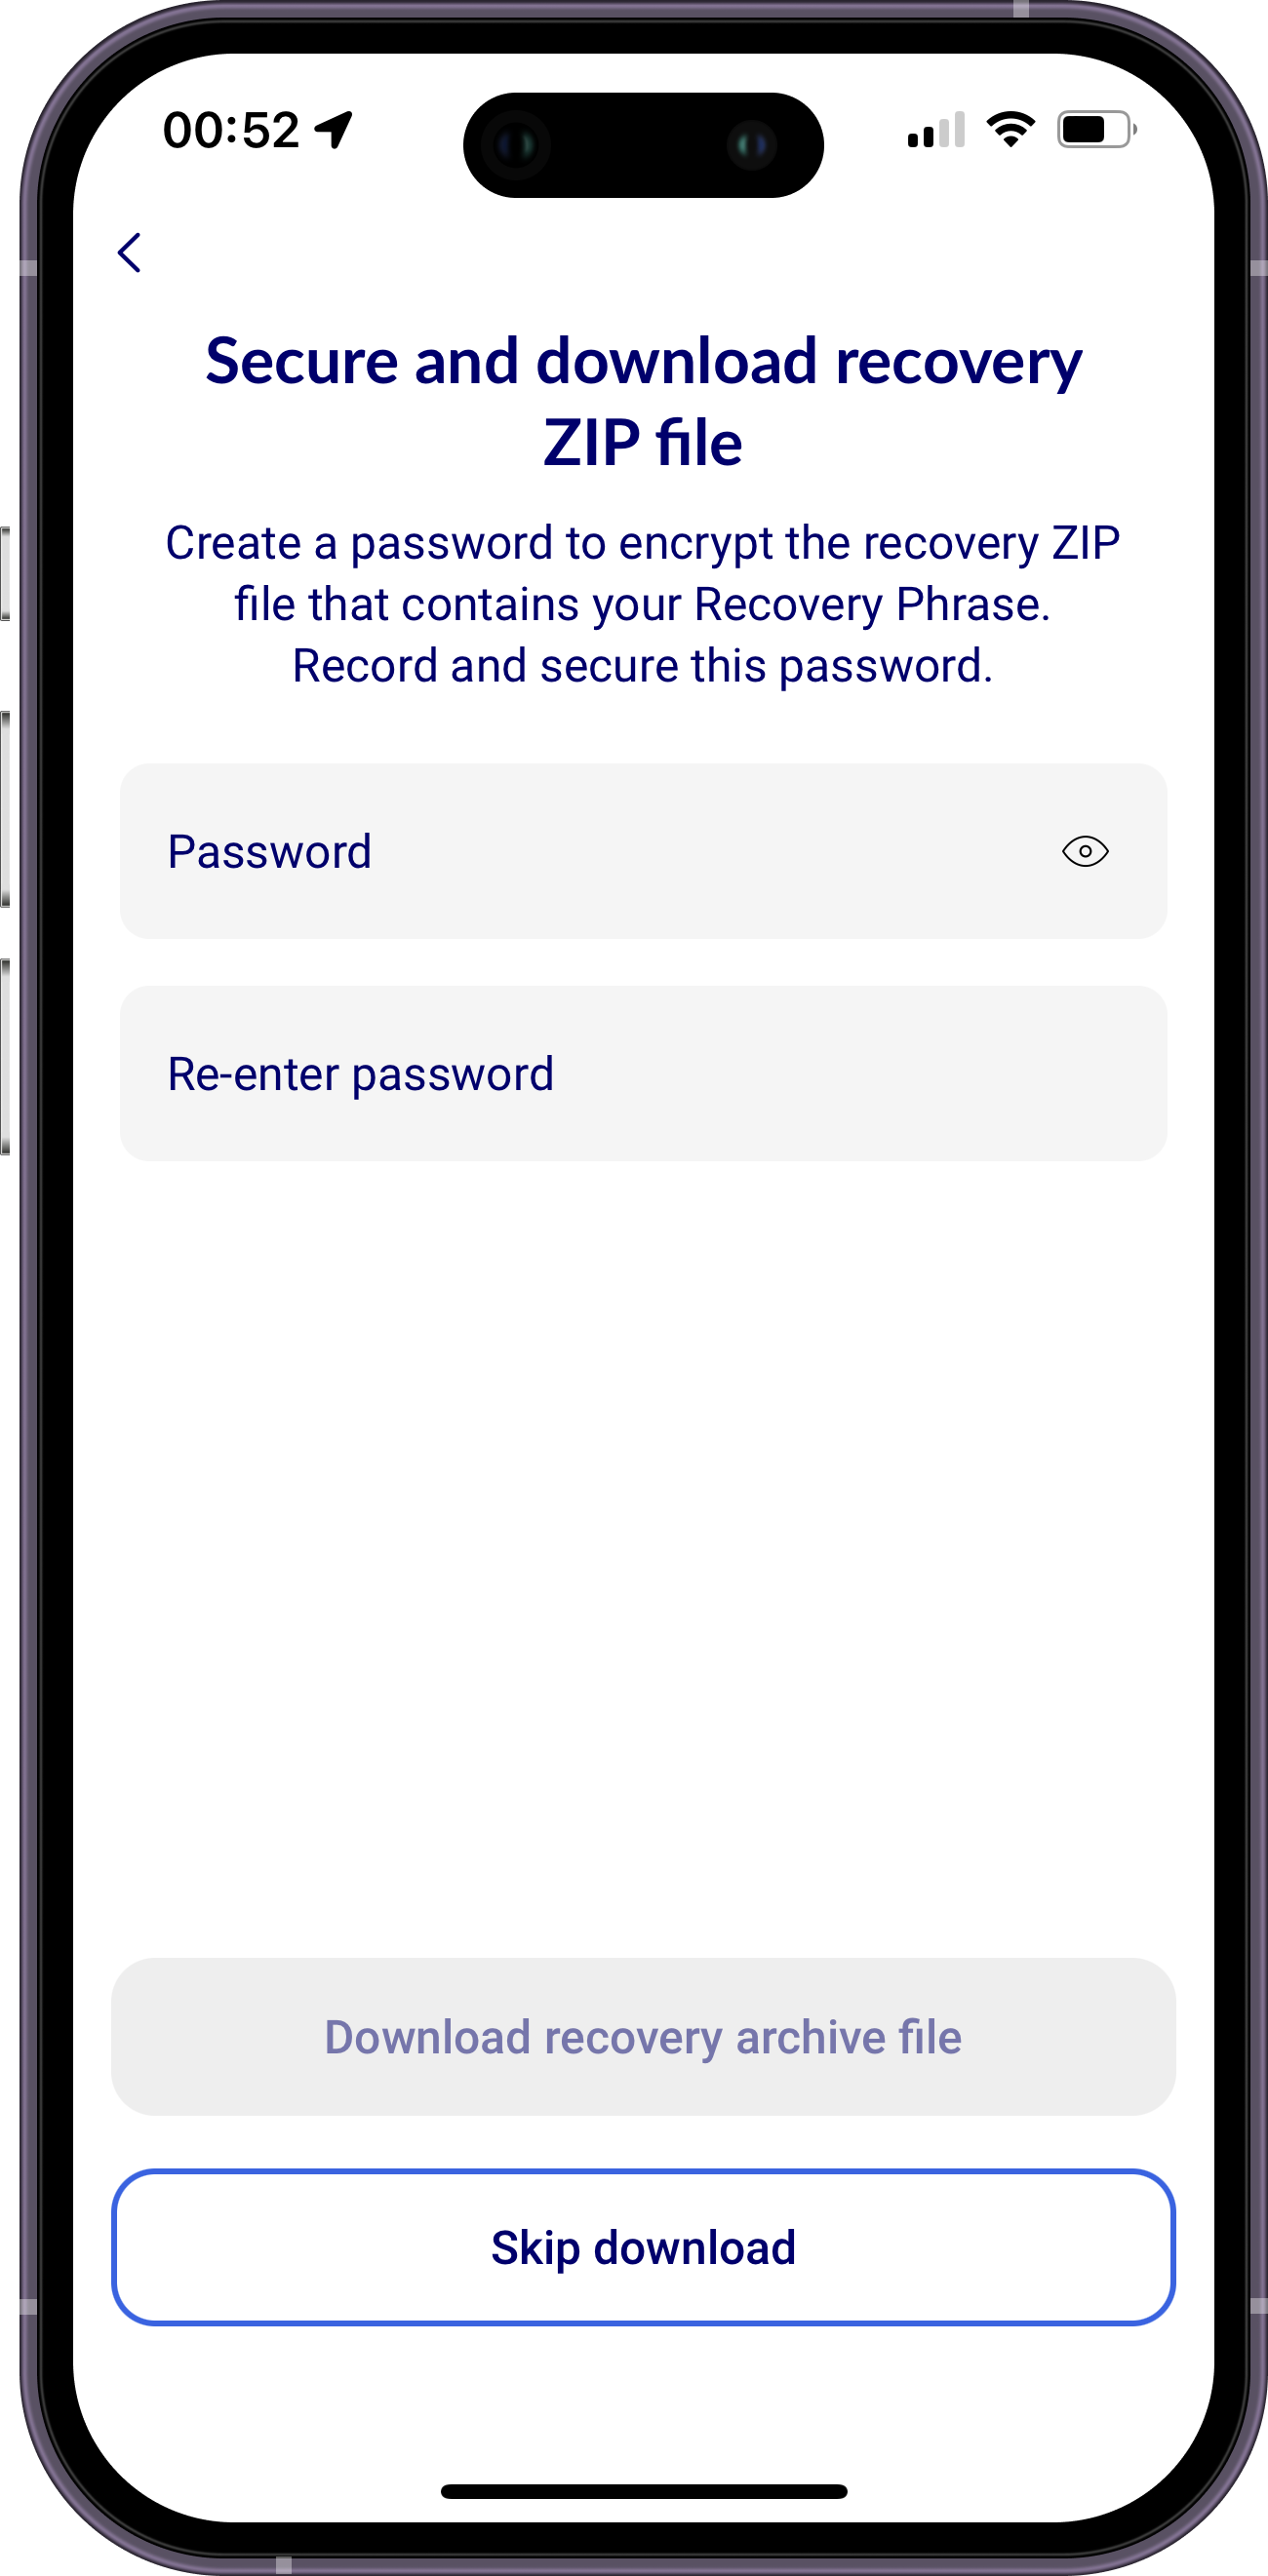 00:52
Secure and download recovery
ZIP file
Create a password to encrypt the recovery ZIP
file that contains your Recovery Phrase.
Record and secure this password.
Password
Re-enter password
Download recovery archive file
Skip download